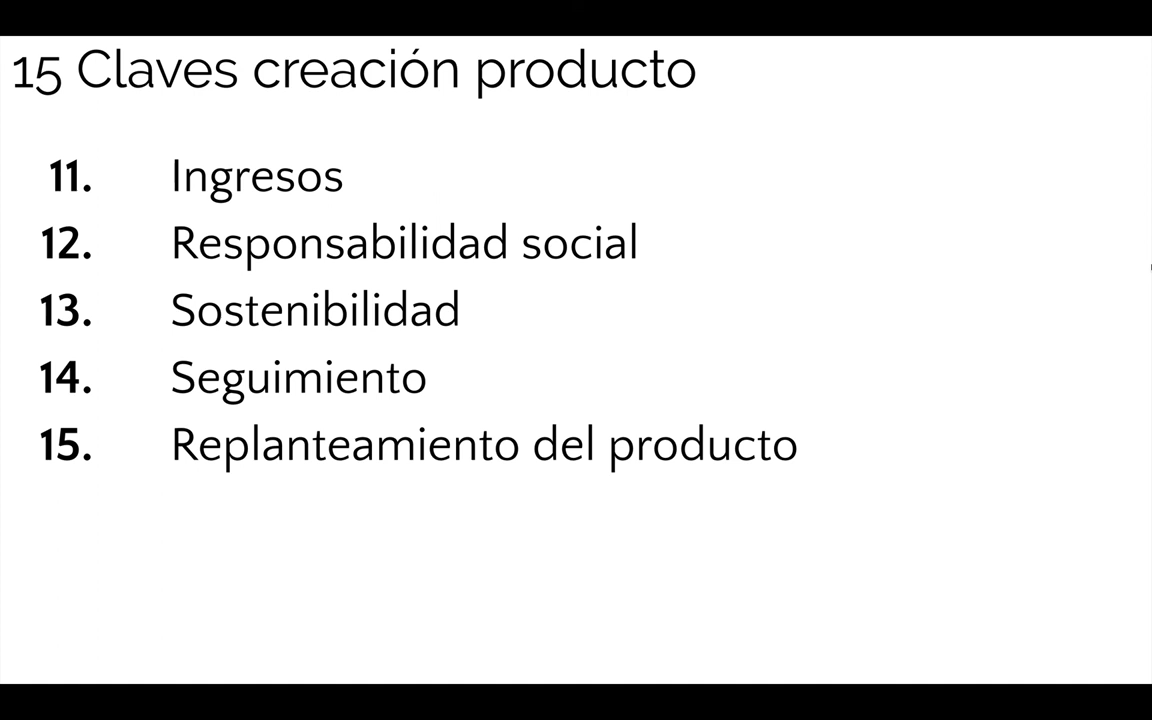 15 Claves creación producto
11. Ingresos
12. Responsabilidad social
13. Sostenibilidad
14. Seguimiento
15. Replanteamiento del producto